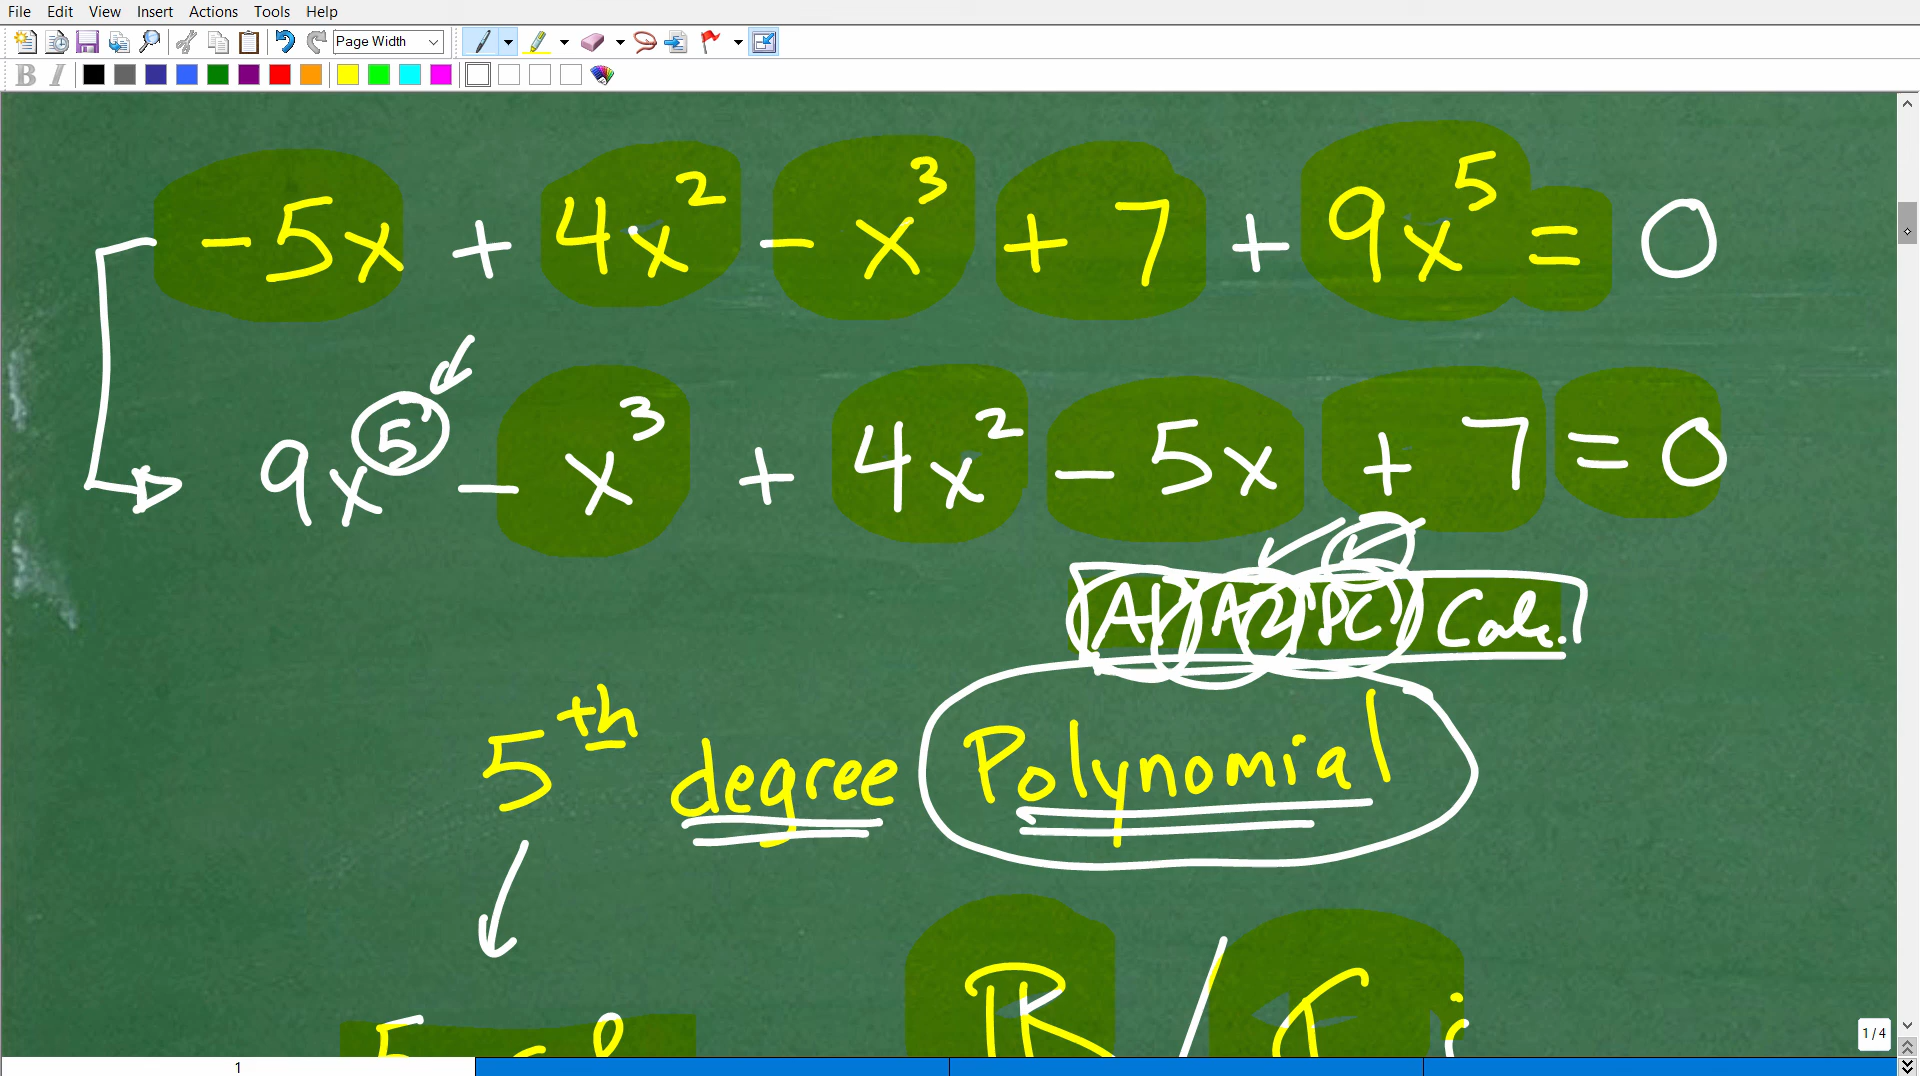 File Edit View Insert Actions Tools Help
Page Width
B I
-5x + 4x² - x³ + 7 + 9x⁵ = 0
9x⁵ - x³ + 4x² - 5x + 7 = 0
A1 A2 PC Calc.
5th degree Polynomial
R / C i
1 / 4
1